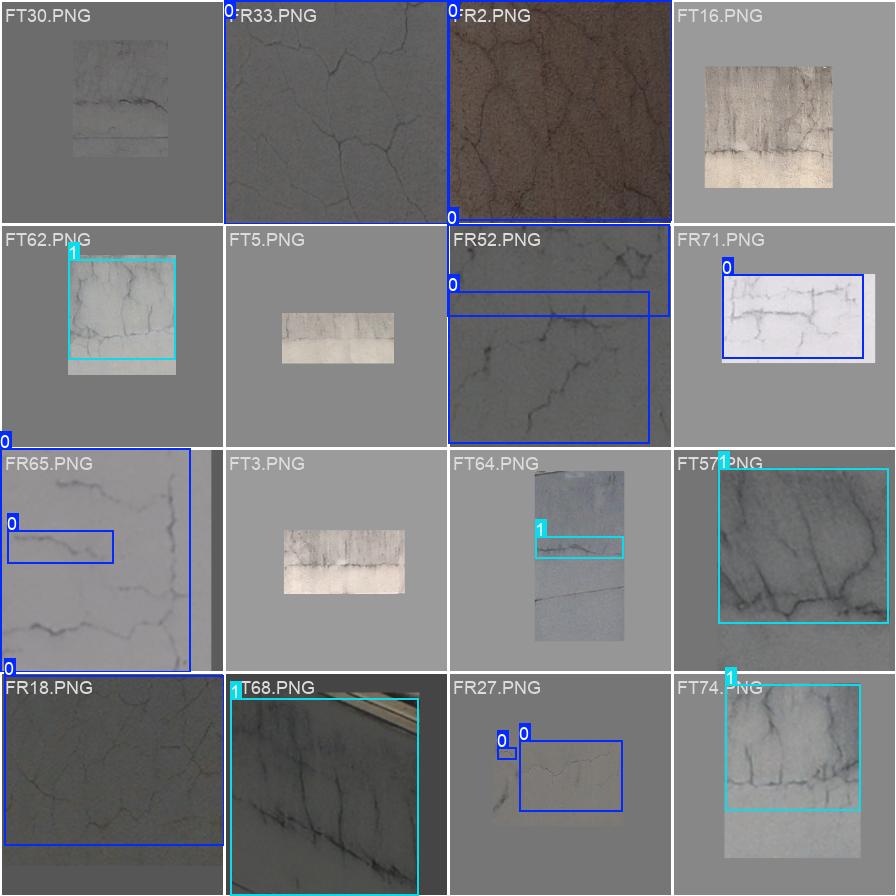 FT30.PNG
0 FR33.PNG
0 FR2.PNG
FT16.PNG
0
FT62.PNG
1
FT5.PNG
FR52.PNG
0
FR71.PNG
0
0
FR65.PNG
0
FT3.PNG
FT64.PNG
1
FT57.PNG
1
0
FR18.PNG
FT68.PNG
1
FR27.PNG
0 0
FT74.PNG
1